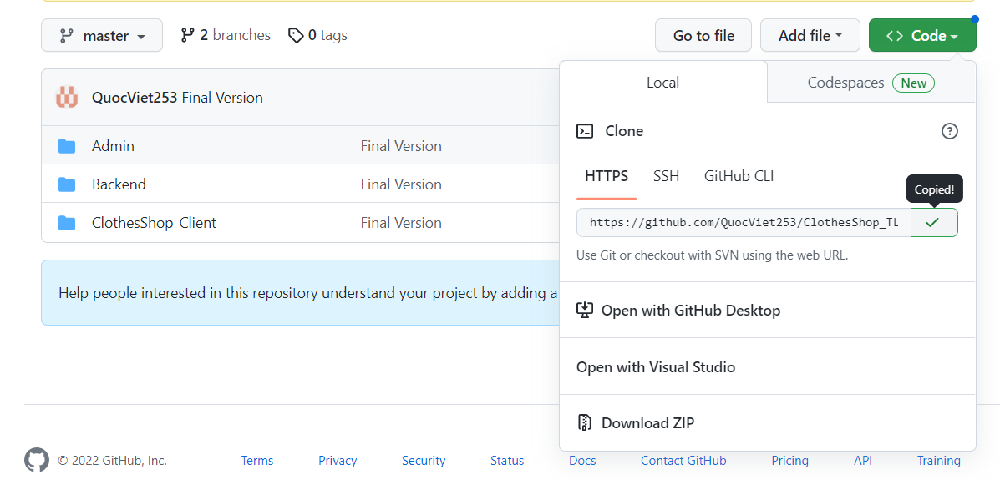 master
2 branches
0 tags
Go to file
Add file
Code
QuocViet253 Final Version
Admin Final Version
Backend Final Version
ClothesShop_Client Final Version
Help people interested in this repository understand your project by adding a
Local
Codespaces New
Clone
HTTPS SSH GitHub CLI
Copied!
https://github.com/QuocViet253/ClothesShop_TL
Use Git or checkout with SVN using the web URL.
Open with GitHub Desktop
Open with Visual Studio
Download ZIP
© 2022 GitHub, Inc. Terms Privacy Security Status Docs Contact GitHub Pricing API Training